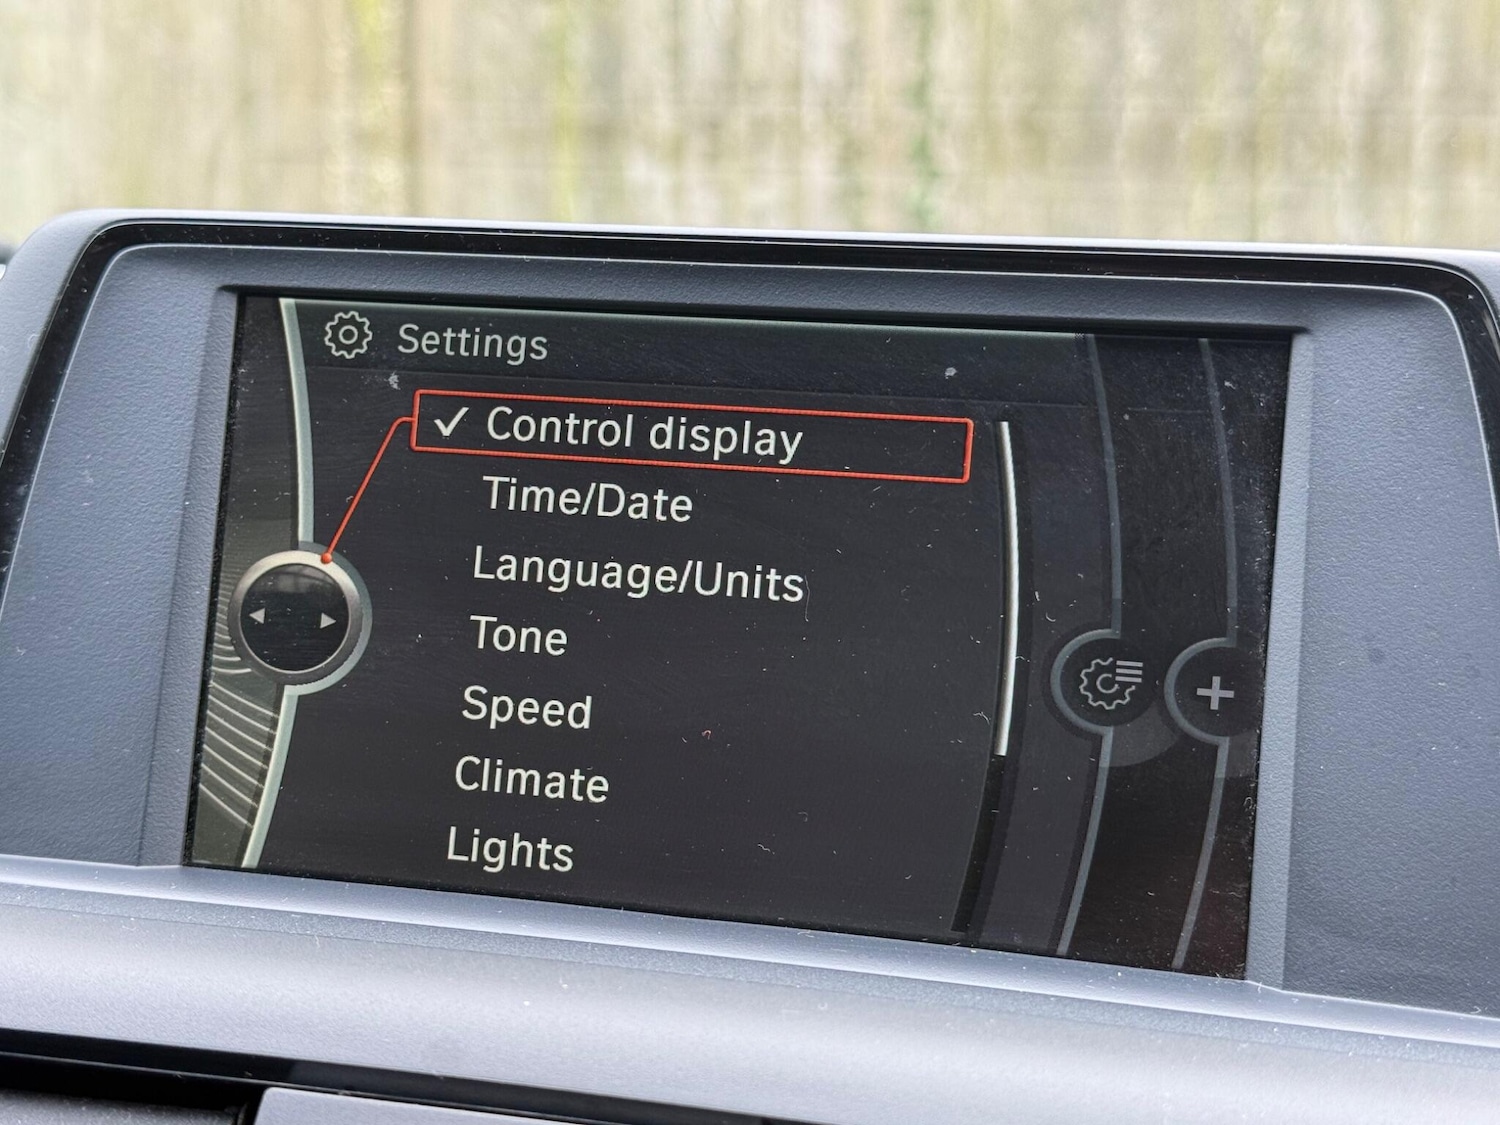 Settings
✓ Control display
Time/Date
Language/Units
Tone
Speed
Climate
Lights